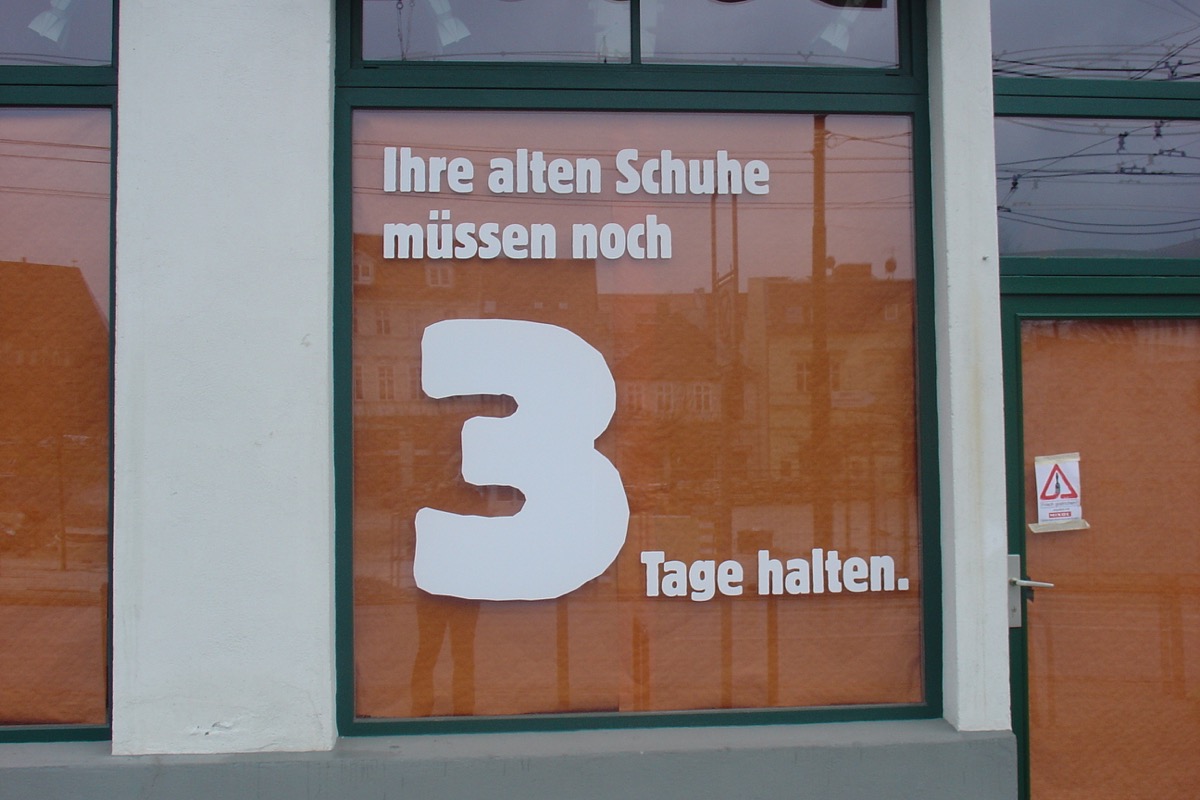 Ihre alten Schuhe
müssen noch
3
Tage halten.